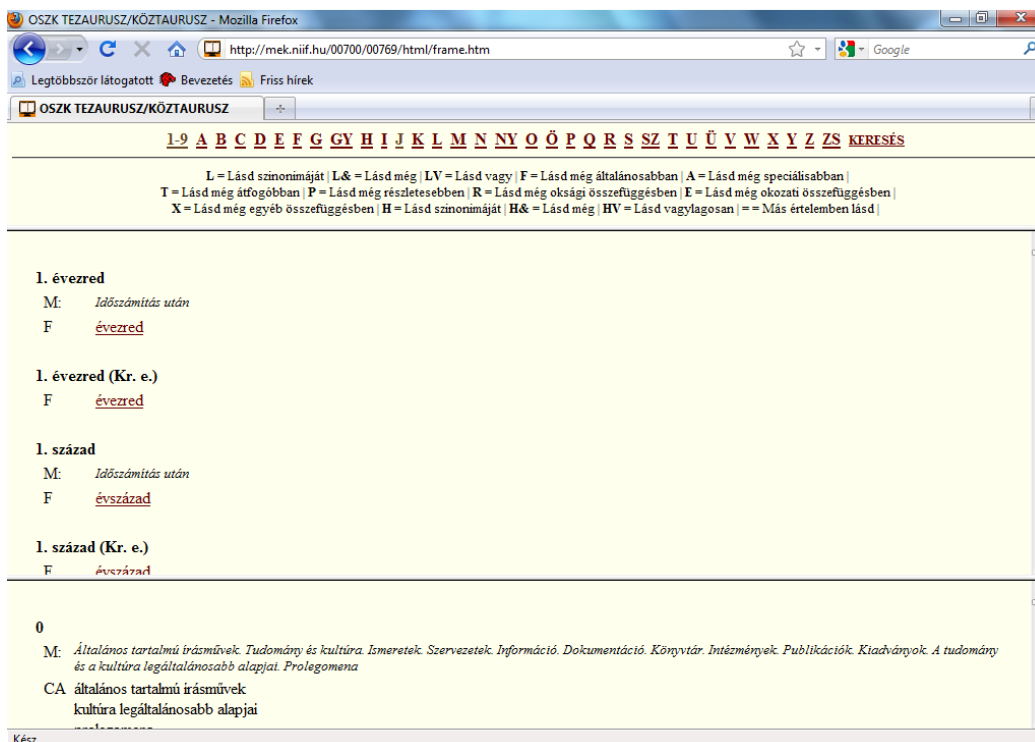 OSZK TEZAURUSZ/KÖZTAURUSZ - Mozilla Firefox
http://mek.niif.hu/00700/00769/html/frame.htm
Google
Legtöbbször látogatott Bevezetés Friss hírek
OSZK TEZAURUSZ/KÖZTAURUSZ
1-9 A B C D E F G GY H I J K L M N NY O Ö P Q R S SZ T U Ü V W X Y Z ZS KERESÉS
L = Lásd szinonimáját | L& = Lásd még | LV = Lásd vagy | F = Lásd még általánosabban | A = Lásd még speciálisabban |
T = Lásd még átfogóbban | P = Lásd még részletesebben | R = Lásd még oksági összefüggésben | E = Lásd még okozati összefüggésben |
X = Lásd még egyéb összefüggésben | H = Lásd szinonimáját | H& = Lásd még | HV = Lásd vagylagosan | = = Más értelemben lásd |
1. évezred
M: Időszámítás után
F évezred
1. évezred (Kr. e.)
F évezred
1. század
M: Időszámítás után
F évszázad
1. század (Kr. e.)
F évszázad
0
M: Általános tartalmú írásművek. Tudomány és kultúra. Ismeretek. Szervezetek. Információ. Dokumentáció. Könyvtár. Intézmények. Publikációk. Kiadványok. A tudomány
és a kultúra legáltalánosabb alapjai. Prolegomena
CA általános tartalmú írásművek
kultúra legáltalánosabb alapjai
prolegomena
Kész